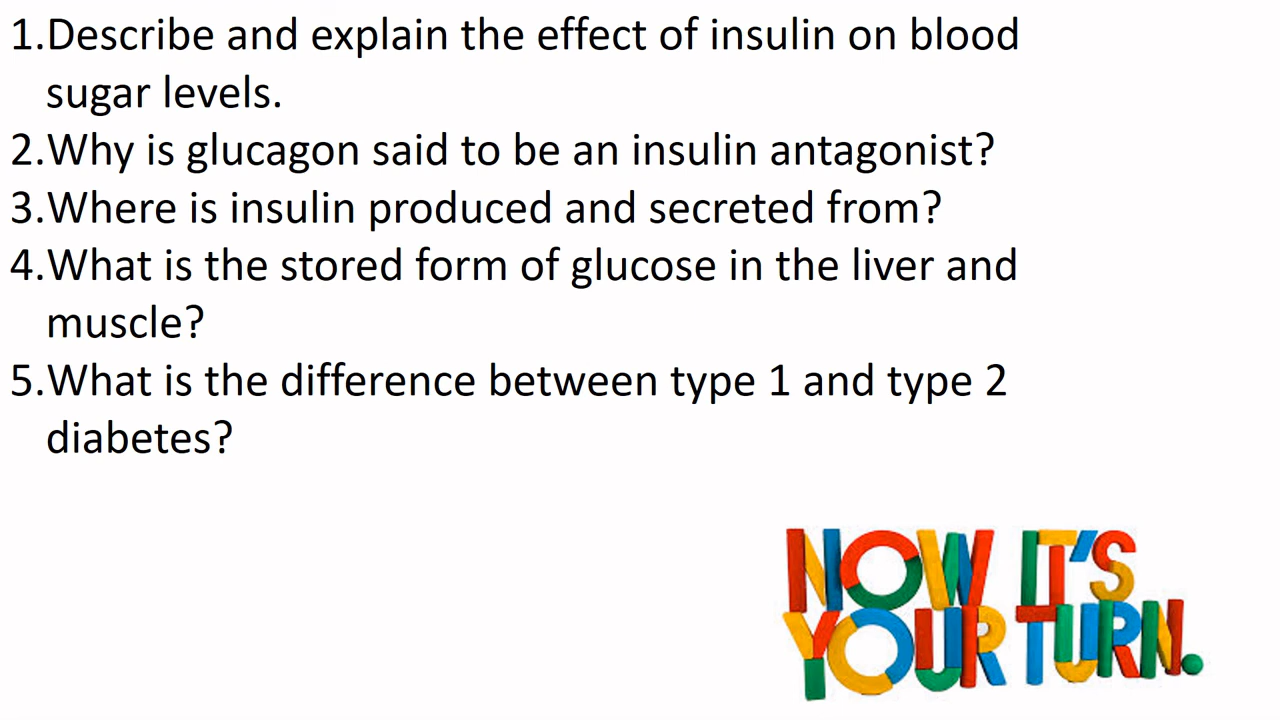 1.Describe and explain the effect of insulin on blood
sugar levels.
2.Why is glucagon said to be an insulin antagonist?
3.Where is insulin produced and secreted from?
4.What is the stored form of glucose in the liver and
muscle?
5.What is the difference between type 1 and type 2
diabetes?
NOW IT'S
YOUR TURN.